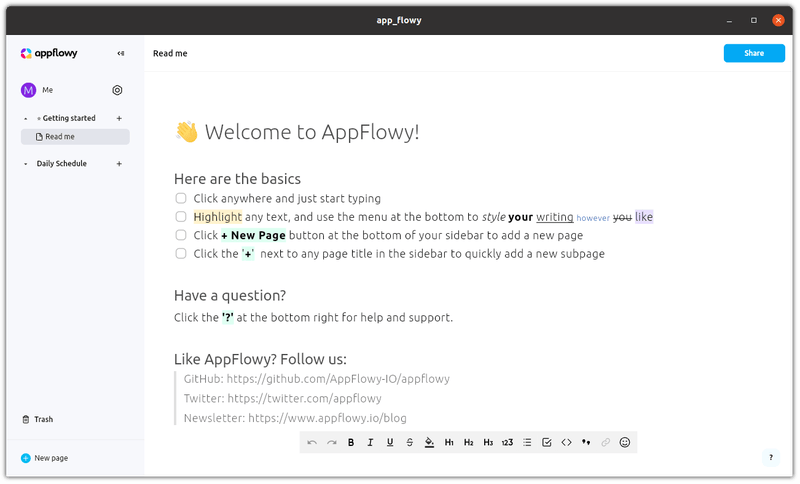 app_flowy
appflowy
Read me
Share
M Me
Getting started +
Read me
Daily Schedule +
👋 Welcome to AppFlowy!
Here are the basics
Click anywhere and just start typing
Highlight any text, and use the menu at the bottom to style your writing however you like
Click + New Page button at the bottom of your sidebar to add a new page
Click the '+' next to any page title in the sidebar to quickly add a new subpage
Have a question?
Click the '?' at the bottom right for help and support.
Like AppFlowy? Follow us:
GitHub: https://github.com/AppFlowy-IO/appflowy
Twitter: https://twitter.com/appflowy
Newsletter: https://www.appflowy.io/blog
Trash
B I U S H1 H2 H3 123
New page
?